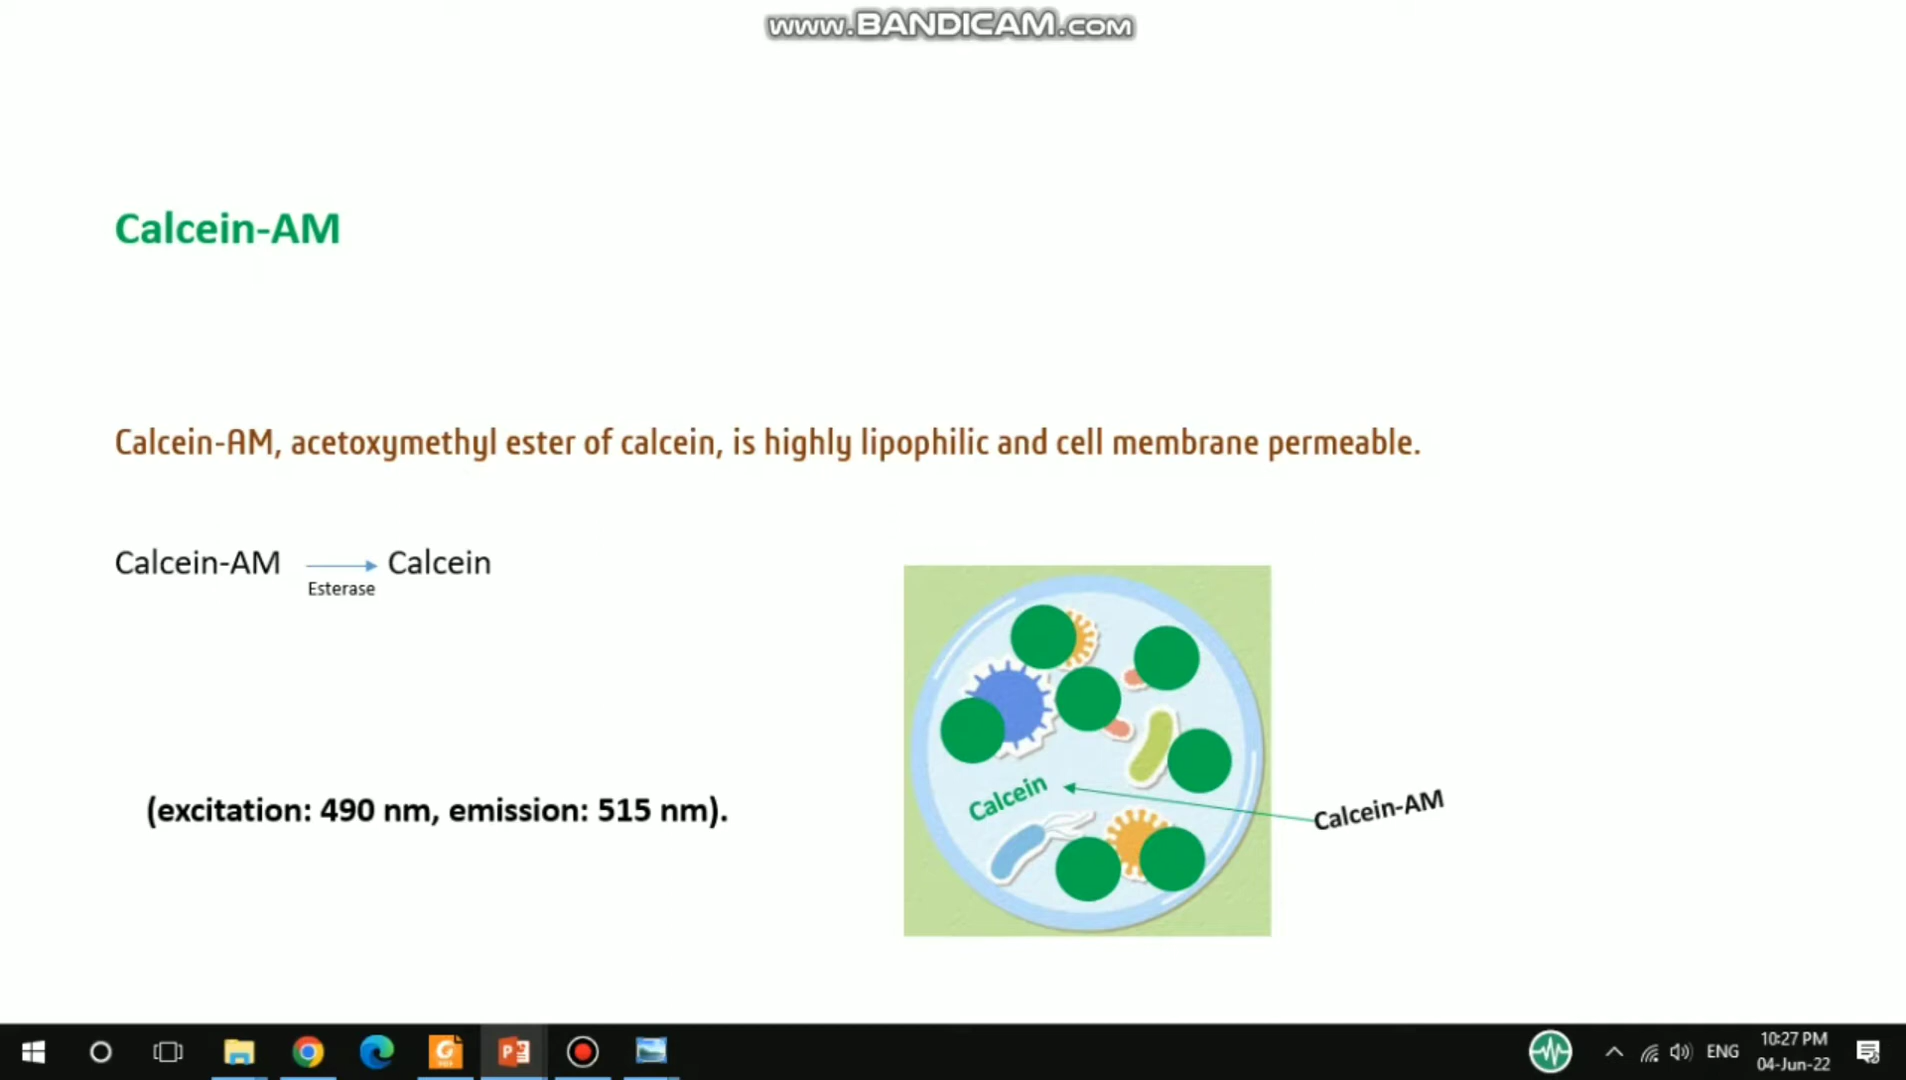 www.BANDICAM.com
Calcein-AM
Calcein-AM, acetoxymethyl ester of calcein, is highly lipophilic and cell membrane permeable.
Calcein-AM Calcein
Esterase
(excitation: 490 nm, emission: 515 nm).
Calcein
Calcein-AM
ENG
10:27 PM
04-Jun-22